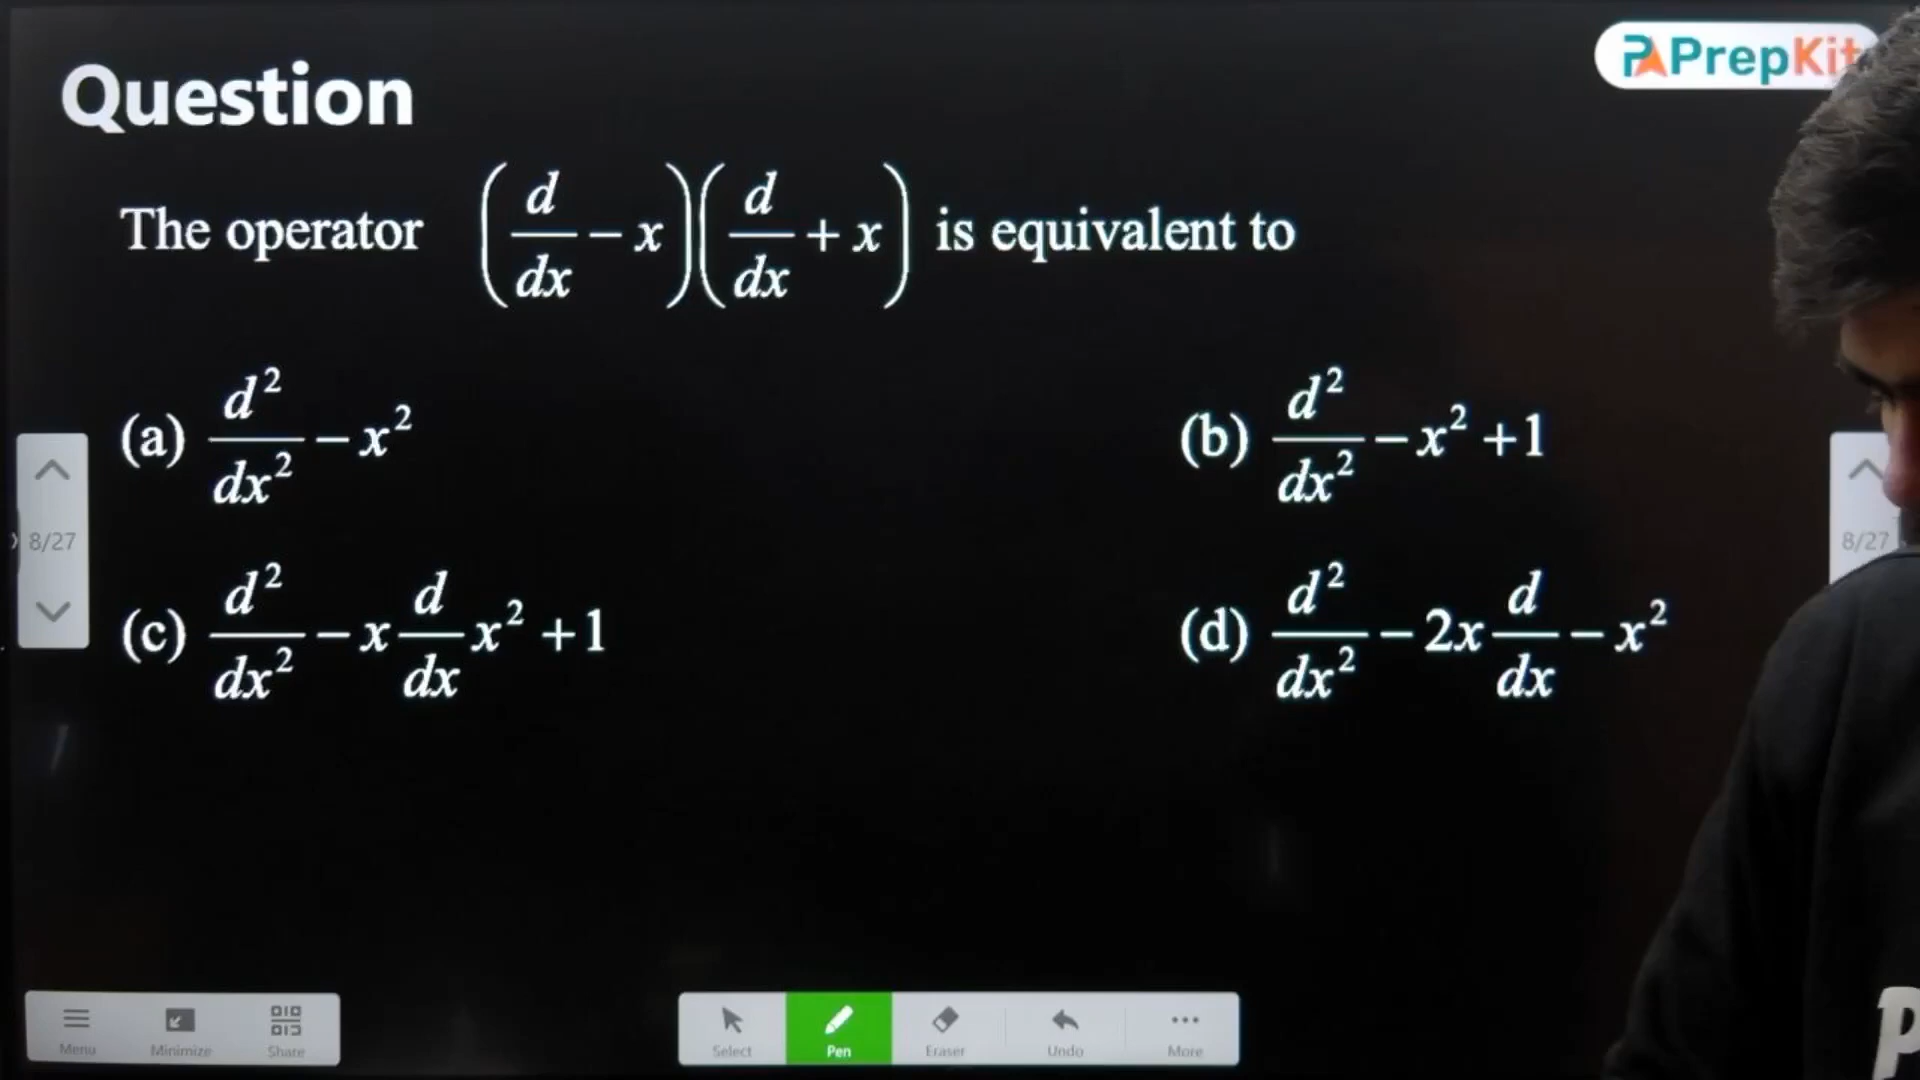 PrepKit
Question
The operator (d/dx − x)(d/dx + x) is equivalent to
(a) d²/dx² − x²
(b) d²/dx² − x² + 1
(c) d²/dx² − x d/dx x² + 1
(d) d²/dx² − 2x d/dx − x²
8/27
8/27
Menu Minimize Share
Select Pen Eraser Undo More
P